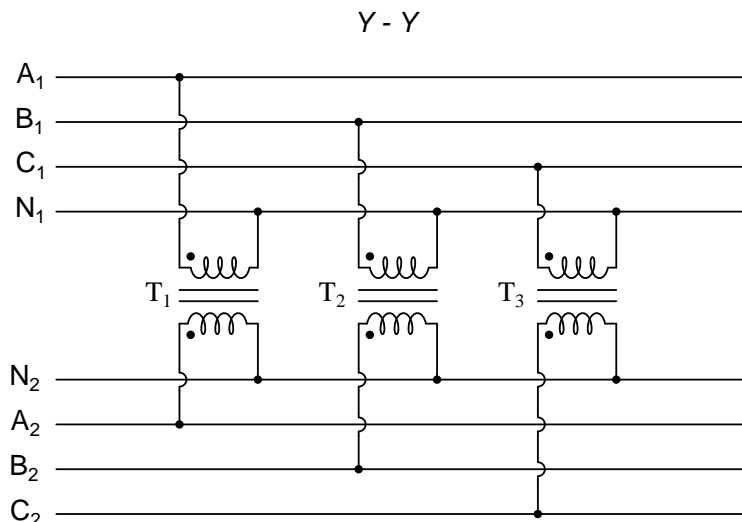 Y - Y
A₁
B₁
C₁
N₁
T₁ T₂ T₃
N₂
A₂
B₂
C₂